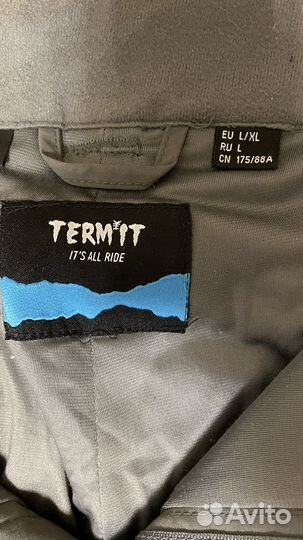 EU L/XL
RU L
CN 175/88A
TERMIT
IT'S ALL RIDE
Avito